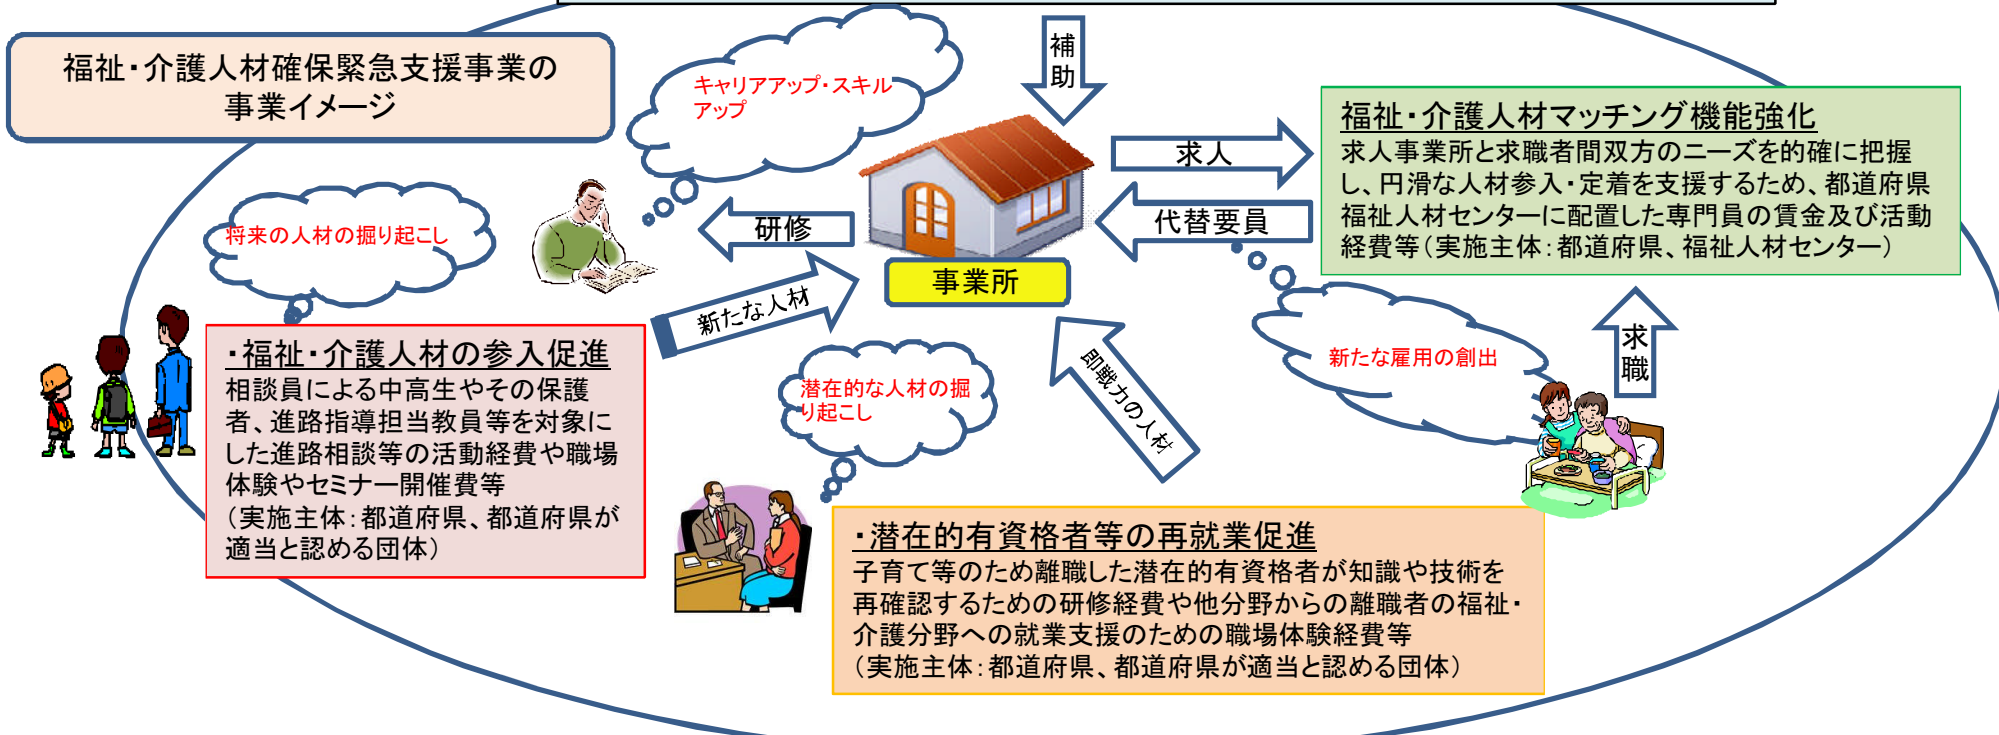 福祉・介護人材確保緊急支援事業の
事業イメージ
キャリアアップ・スキル
アップ
補
助
福祉・介護人材マッチング機能強化
求人事業所と求職者間双方のニーズを的確に把握
し、円滑な人材参入・定着を支援するため、都道府県
福祉人材センターに配置した専門員の賃金及び活動
経費等（実施主体：都道府県、福祉人材センター）
求人
代替要員
研修
将来の人材の掘り起こし
事業所
新たな人材
・福祉・介護人材の参入促進
相談員による中高生やその保護
者、進路指導担当教員等を対象に
した進路相談等の活動経費や職場
体験やセミナー開催費等
（実施主体：都道府県、都道府県が
適当と認める団体）
潜在的な人材の掘
り起こし
即戦力の人材
新たな雇用の創出
求
職
・潜在的有資格者等の再就業促進
子育て等のため離職した潜在的有資格者が知識や技術を
再確認するための研修経費や他分野からの離職者の福祉・
介護分野への就業支援のための職場体験経費等
（実施主体：都道府県、都道府県が適当と認める団体）